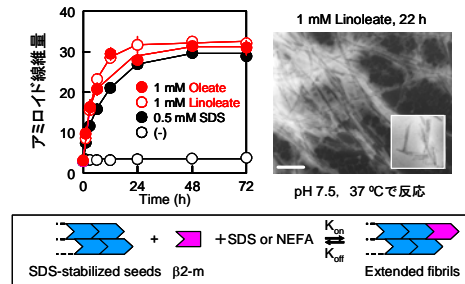 アミロイド線維量
40
30
20
10
0
0
24
48
72
Time (h)
1 mM Oleate
1 mM Linoleate
0.5 mM SDS
(-)
1 mM Linoleate, 22 h
pH 7.5, 37 ºCで反応
+ +SDS or NEFA Kon
Koff
SDS-stabilized seeds β2-m Extended fibrils